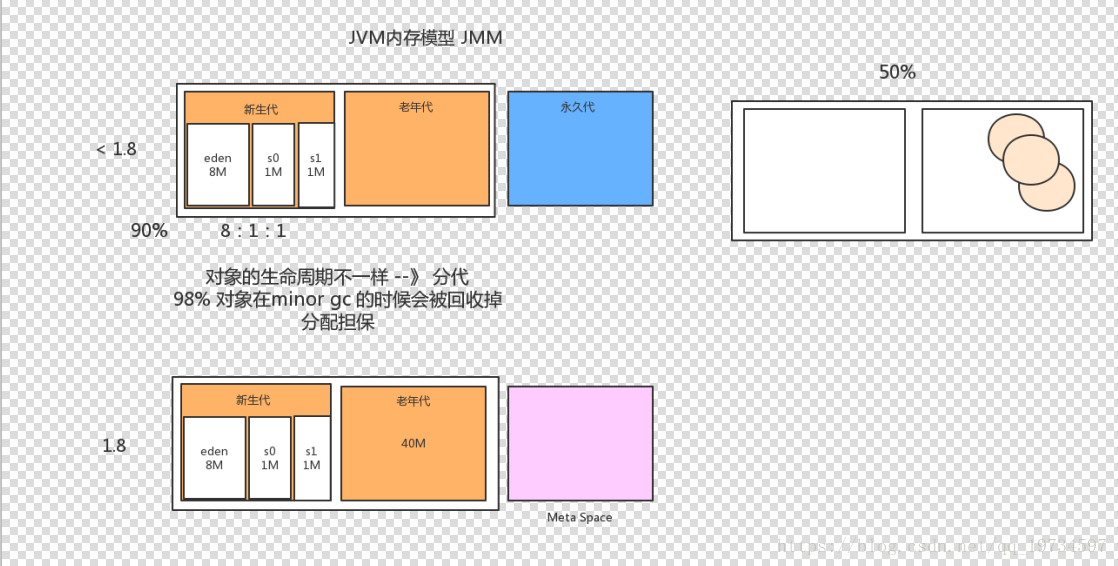 JVM内存模型 JMM
50%
新生代
老年代
永久代
< 1.8
eden
8M
s0
1M
s1
1M
90%
8：1：1
对象的生命周期不一样 --》 分代
98% 对象在minor gc 的时候会被回收掉
分配担保
新生代
老年代
1.8
eden
8M
s0
1M
s1
1M
40M
Meta Space
https://blog.csdn.net/qq_19734597